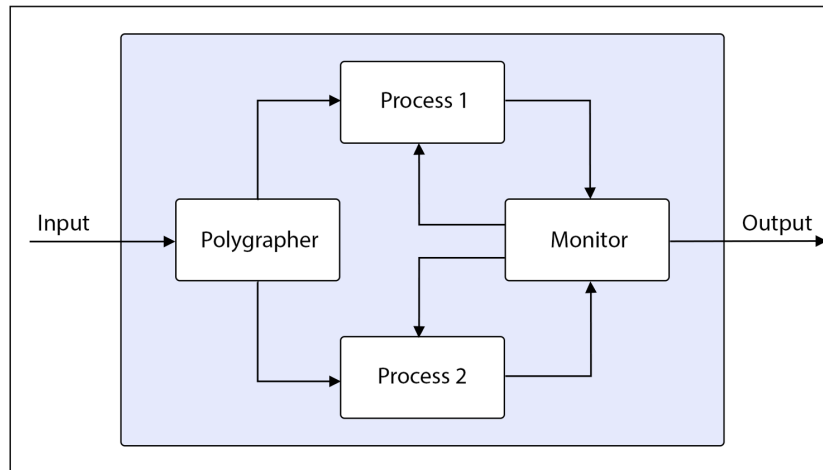 Process 1
Input
Polygrapher
Monitor
Output
Process 2